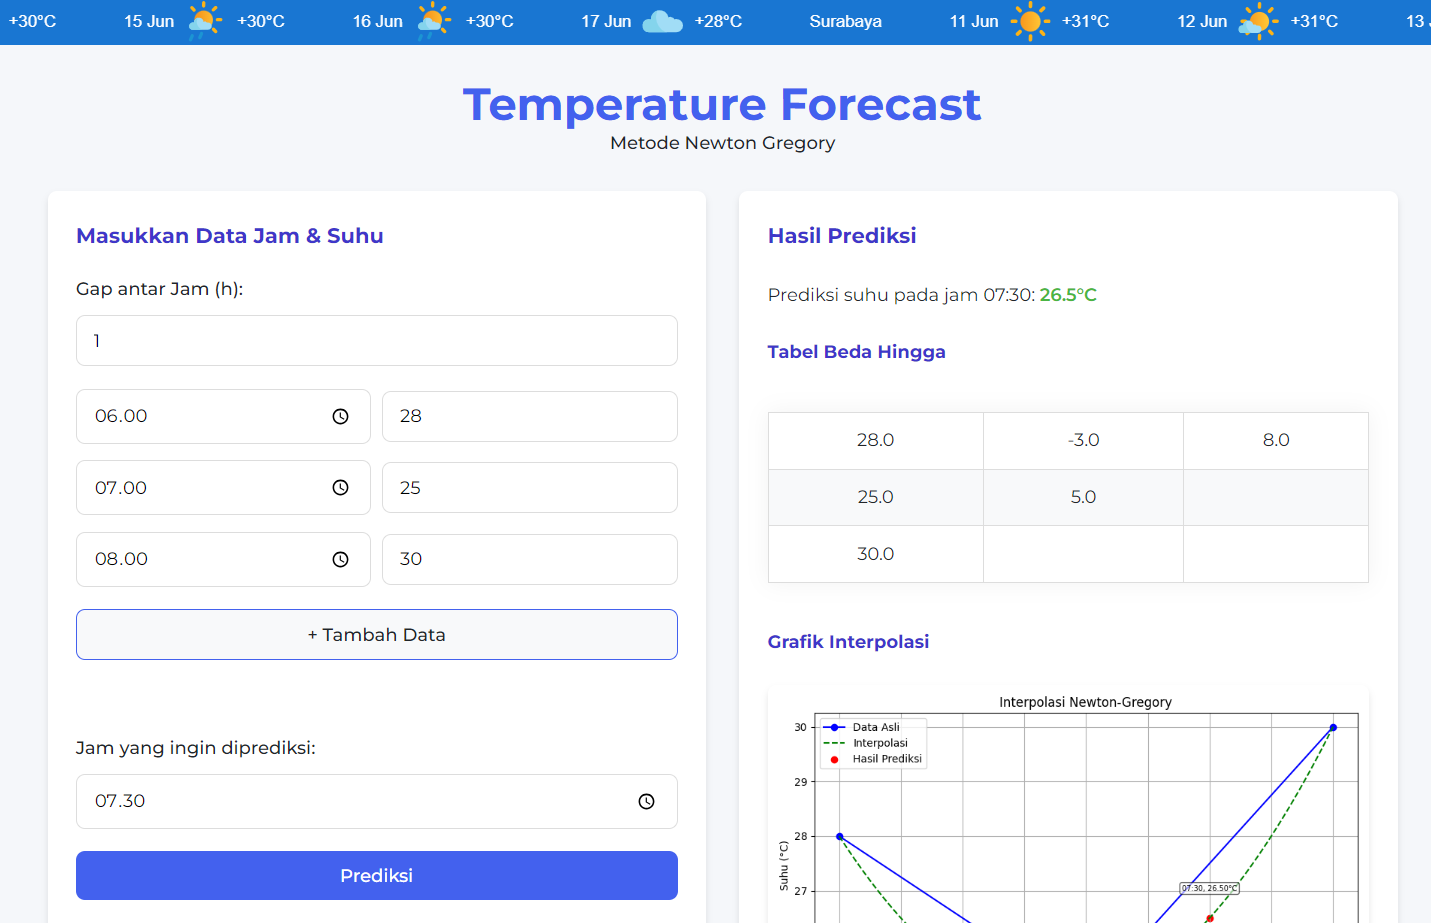 +30°C 15 Jun +30°C 16 Jun +30°C 17 Jun +28°C Surabaya 11 Jun +31°C 12 Jun +31°C 13
Temperature Forecast
Metode Newton Gregory
Masukkan Data Jam & Suhu
Gap antar Jam (h):
1
06.00 28
07.00 25
08.00 30
+ Tambah Data
Jam yang ingin diprediksi:
07.30
Prediksi
Hasil Prediksi
Prediksi suhu pada jam 07:30: 26.5°C
Tabel Beda Hingga
28.0 -3.0 8.0
25.0 5.0
30.0
Grafik Interpolasi
Interpolasi Newton-Gregory
Data Asli
Interpolasi
Hasil Prediksi
30
29
28
27
Suhu (°C)
07:30, 26.50°C